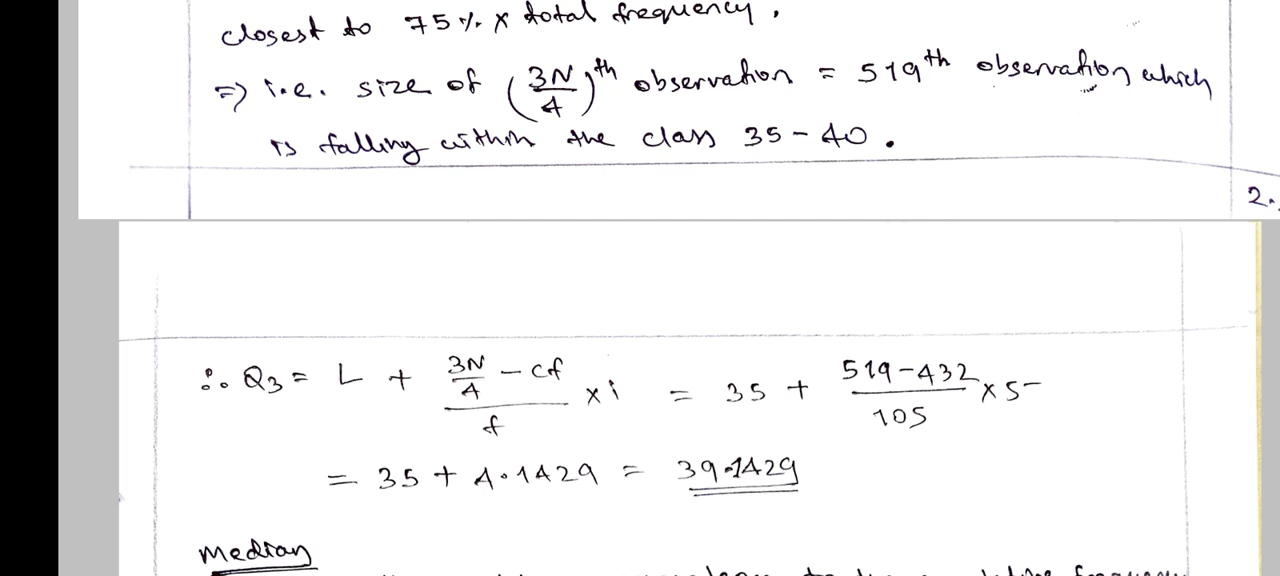 closest to 75% x total frequency,
=> i.e. size of (3N/4)th observation = 519th observation which
is falling within the class 35-40.
2.
∴ Q3 = L + (3N/4 - cf)/f x i = 35 + (519-432)/105 x 5
= 35 + 4.1429 = 39.1429
Median